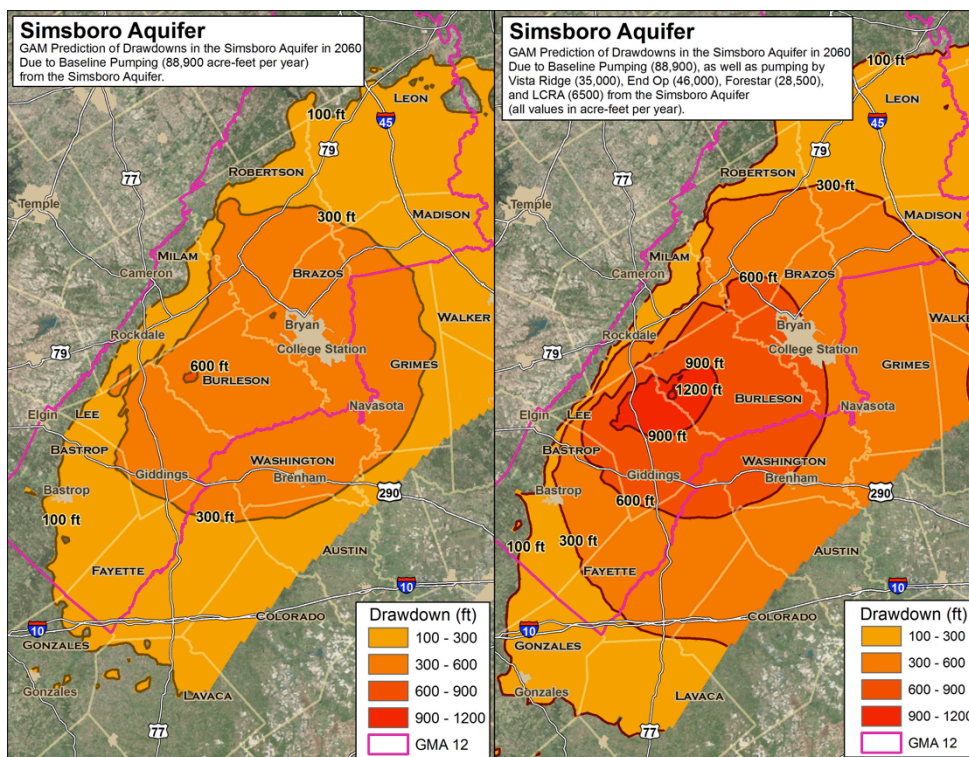 Simsboro Aquifer
GAM Prediction of Drawdowns in the Simsboro Aquifer in 2060
Due to Baseline Pumping (88,900 acre-feet per year)
from the Simsboro Aquifer.
100 ft
LEON
45
79
77
ROBERTSON
Temple
300 ft
MADISON
MILAM
Cameron
BRAZOS
WALKER
Bryan
Rockdale
College Station
79
600 ft
GRIMES
BURLESON
Navasota
LEE
Elgin
BASTROP
WASHINGTON
Giddings
Brenham
Bastrop
290
100 ft
300 ft
AUSTIN
FAYETTE
10
COLORADO
10
GONZALES
Gonzales
LAVACA
77
Drawdown (ft)
100 - 300
300 - 600
600 - 900
900 - 1200
GMA 12
Simsboro Aquifer
GAM Prediction of Drawdowns in the Simsboro Aquifer in 2060
Due to Baseline Pumping (88,900), as well as pumping by
Vista Ridge (35,000), End Op (46,000), Forestar (28,500),
and LCRA (6500) from the Simsboro Aquifer
(all values in acre-feet per year).
100 ft
LEON
45
79
77
ROBERTSON
Temple
300 ft
MADISON
MILAM
Cameron
BRAZOS
600 ft
WALKE
Bryan
Rockdale
College Station
79
900 ft
GRIMES
1200 ft
BURLESON
Navasota
LEE
Elgin
900 ft
BASTROP
WASHINGTON
Giddings
Brenham
Bastrop
290
600 ft
100 ft
300 ft
AUSTIN
FAYETTE
10
COLORADO
10
GONZALES
Gonzales
LAVACA
77
Drawdown (ft)
100 - 300
300 - 600
600 - 900
900 - 1200
GMA 12